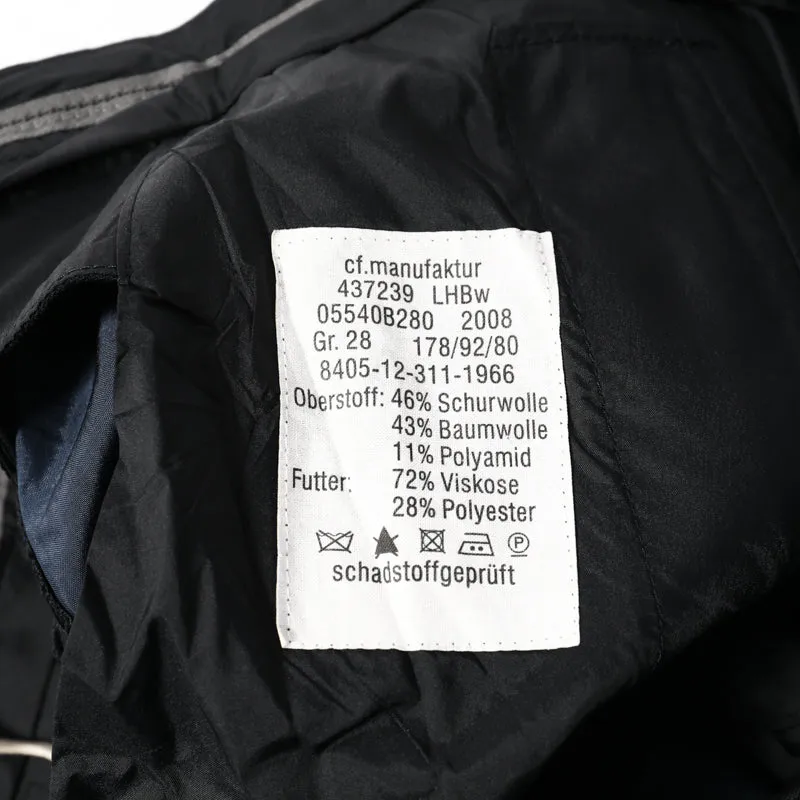 cf.manufaktur
437239 LHBw
05540B280 2008
Gr. 28 178/92/80
8405-12-311-1966
Oberstoff: 46% Schurwolle
43% Baumwolle
11% Polyamid
Futter: 72% Viskose
28% Polyester
P
schadstoffgeprüft